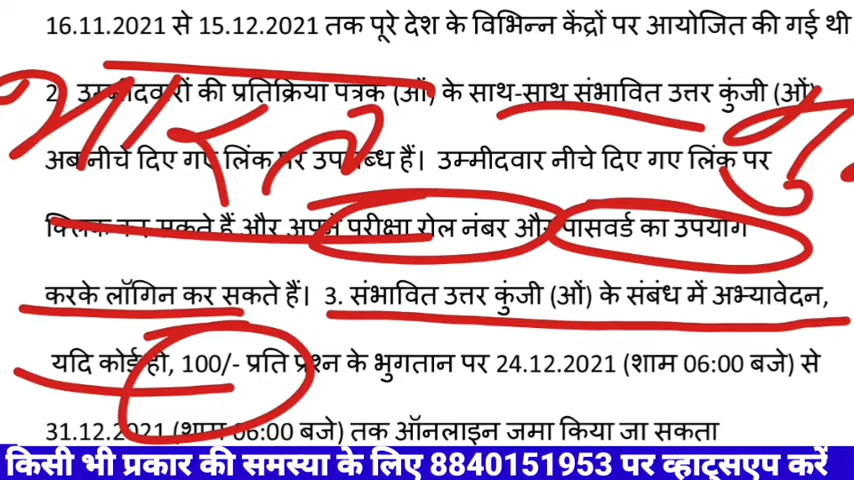 16.11.2021 से 15.12.2021 तक पूरे देश के विभिन्न केंद्रों पर आयोजित की गई थी
2. उम्मीदवारों की प्रतिक्रिया पत्रक (ओं) के साथ-साथ संभावित उत्तर कुंजी (ओं)
अब नीचे दिए गए लिंक पर उपलब्ध हैं। उम्मीदवार नीचे दिए गए लिंक पर
क्लिक कर सकते हैं और अपने परीक्षा रोल नंबर और पासवर्ड का उपयोग
करके लॉगिन कर सकते हैं। 3. संभावित उत्तर कुंजी (ओं) के संबंध में अभ्यावेदन,
यदि कोई हो, 100/- प्रति प्रश्न के भुगतान पर 24.12.2021 (शाम 06:00 बजे) से
31.12.2021 (शाम 06:00 बजे) तक ऑनलाइन जमा किया जा सकता
किसी भी प्रकार की समस्या के लिए 8840151953 पर व्हाट्सएप करें